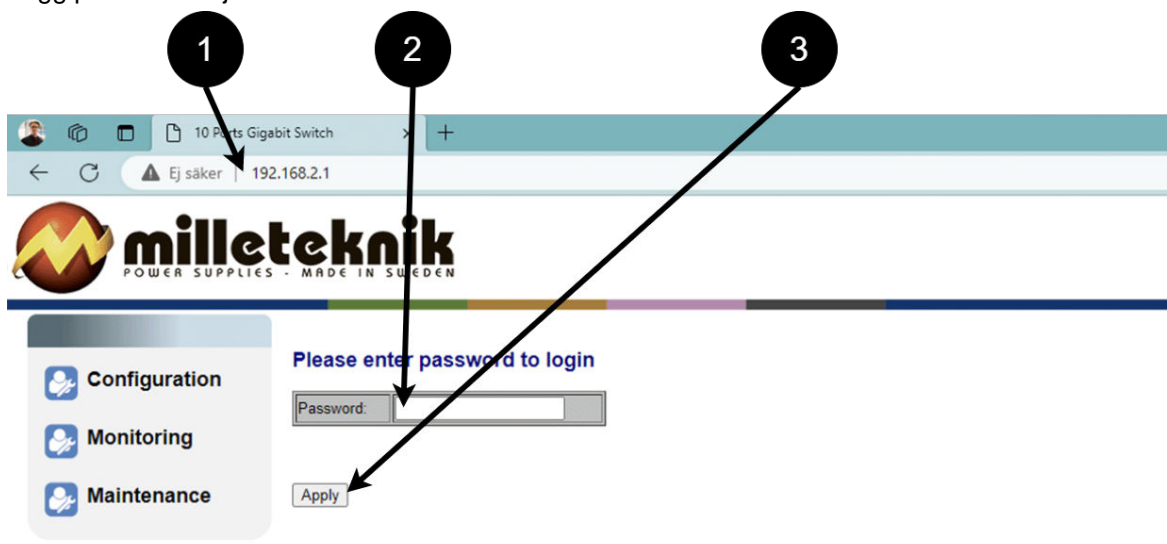 1 2 3
10 Ports Gigabit Switch
Ej säker 192.168.2.1
milleteknik
POWER SUPPLIES - MADE IN SWEDEN
Please enter password to login
Configuration
Password:
Monitoring
Maintenance
Apply